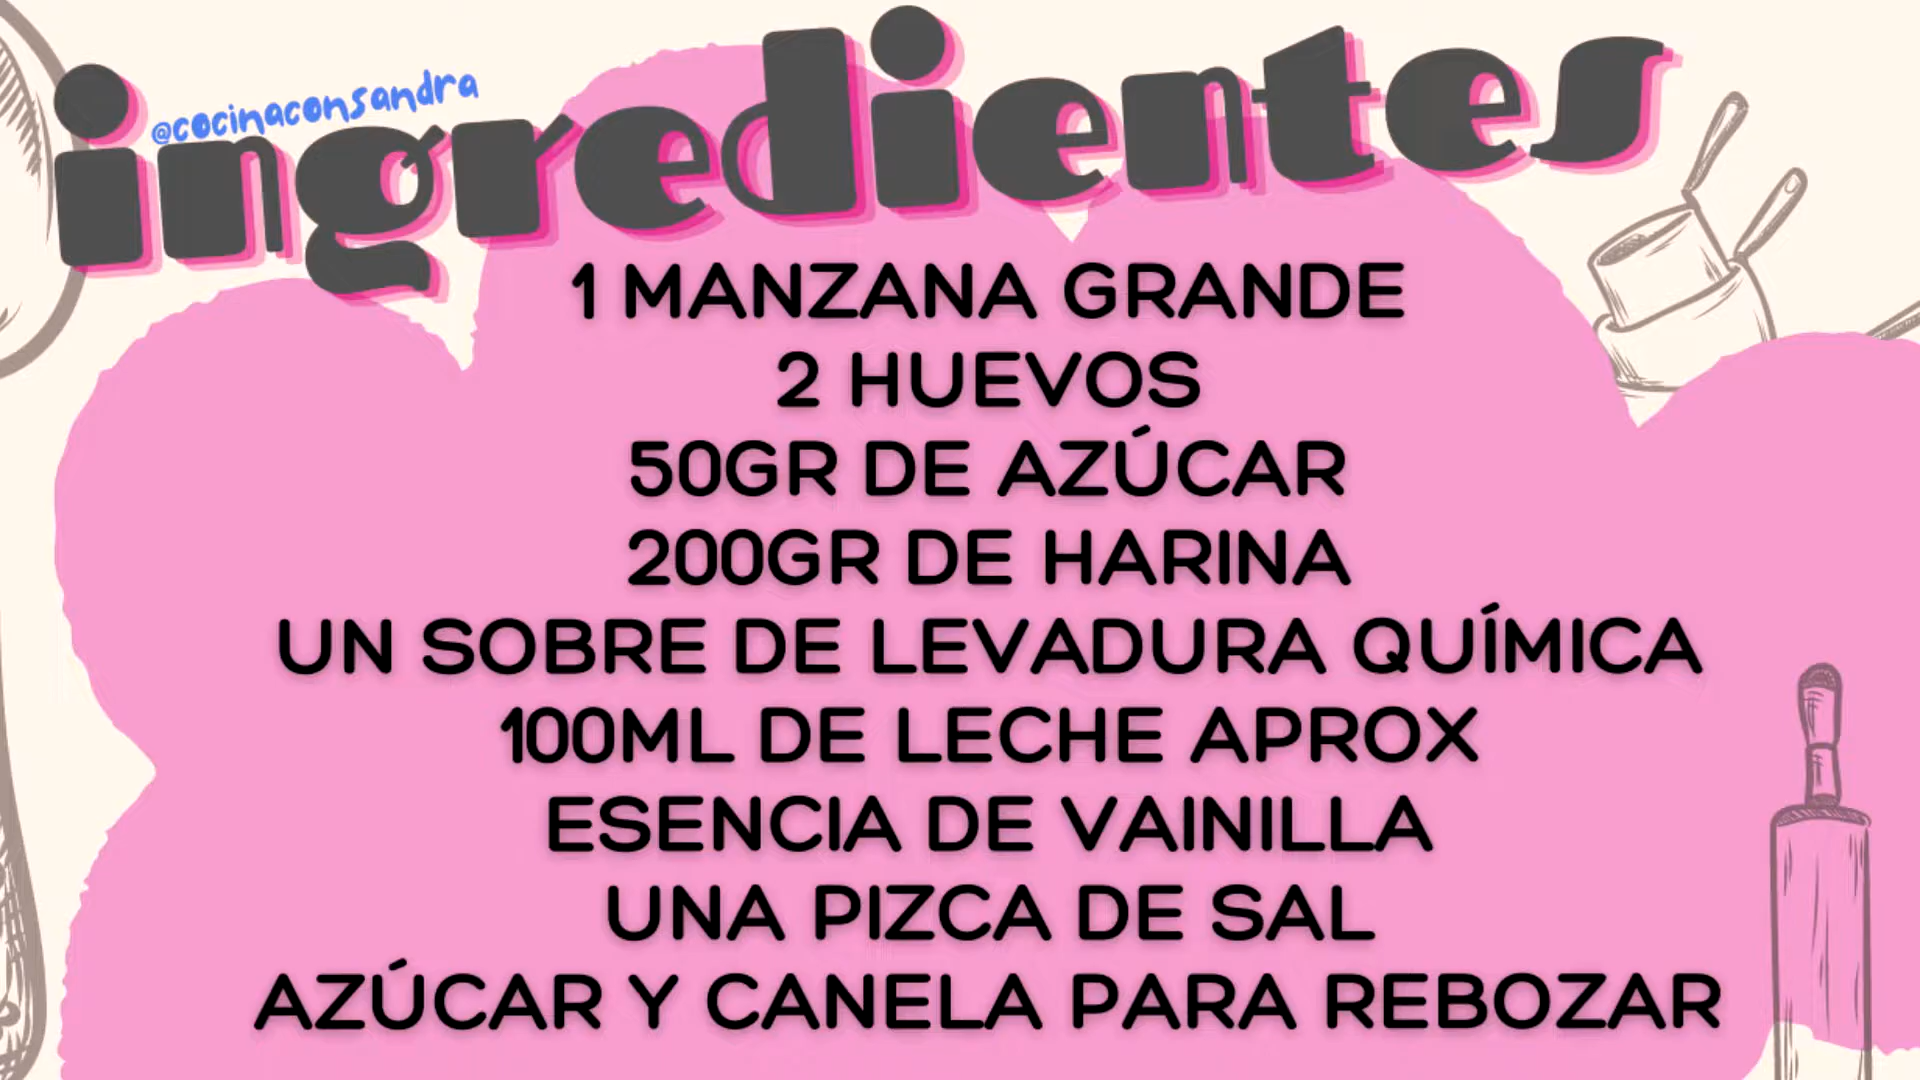 @cocinaconsandra
ingredientes
1 MANZANA GRANDE
2 HUEVOS
50GR DE AZÚCAR
200GR DE HARINA
UN SOBRE DE LEVADURA QUÍMICA
100ML DE LECHE APROX
ESENCIA DE VAINILLA
UNA PIZCA DE SAL
AZÚCAR Y CANELA PARA REBOZAR